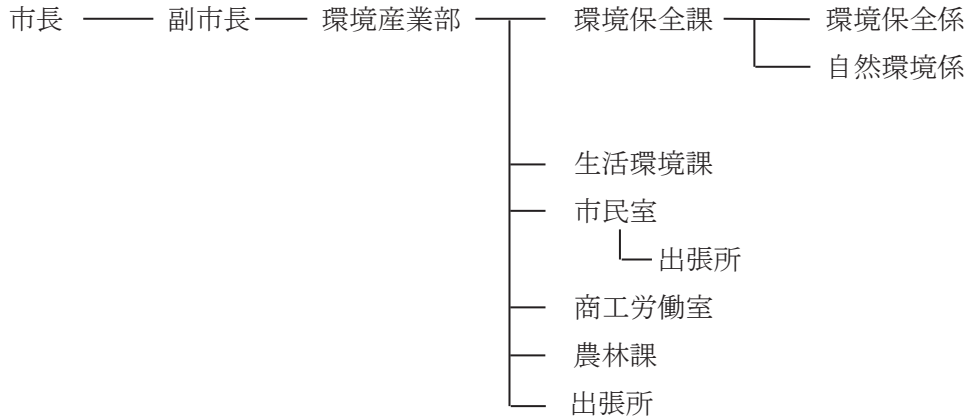 市長 副市長 環境産業部 環境保全課 環境保全係
自然環境係
生活環境課
市民室
出張所
商工労働室
農林課
出張所